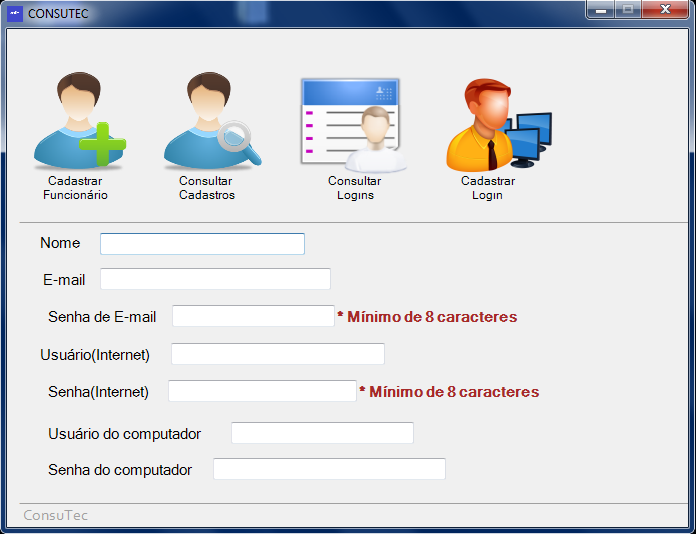 CONSUTEC
Cadastrar
Funcionário
Consultar
Cadastros
Consultar
Logins
Cadastrar
Login
Nome
E-mail
Senha de E-mail
* Mínimo de 8 caracteres
Usuário(Internet)
Senha(Internet)
* Mínimo de 8 caracteres
Usuário do computador
Senha do computador
ConsuTec